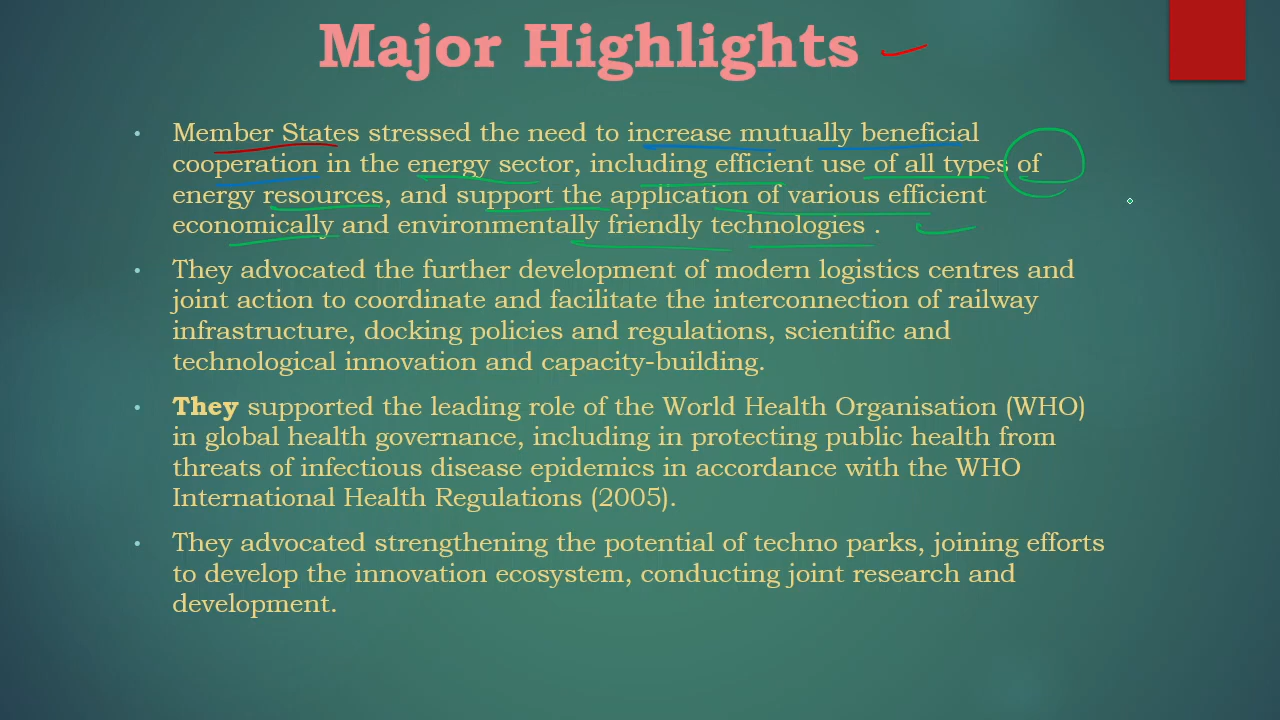 Major Highlights
• Member States stressed the need to increase mutually beneficial
cooperation in the energy sector, including efficient use of all types of
energy resources, and support the application of various efficient
economically and environmentally friendly technologies .
• They advocated the further development of modern logistics centres and
joint action to coordinate and facilitate the interconnection of railway
infrastructure, docking policies and regulations, scientific and
technological innovation and capacity-building.
• They supported the leading role of the World Health Organisation (WHO)
in global health governance, including in protecting public health from
threats of infectious disease epidemics in accordance with the WHO
International Health Regulations (2005).
• They advocated strengthening the potential of techno parks, joining efforts
to develop the innovation ecosystem, conducting joint research and
development.